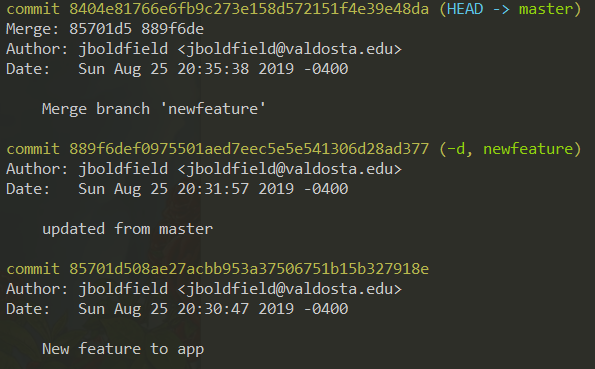 commit 8404e81766e6fb9c273e158d572151f4e39e48da (HEAD -> master)
Merge: 85701d5 889f6de
Author: jboldfield <jboldfield@valdosta.edu>
Date:   Sun Aug 25 20:35:38 2019 -0400
Merge branch 'newfeature'
commit 889f6def0975501aed7eec5e5e541306d28ad377 (-d, newfeature)
Author: jboldfield <jboldfield@valdosta.edu>
Date:   Sun Aug 25 20:31:57 2019 -0400
updated from master
commit 85701d508ae27acbb953a37506751b15b327918e
Author: jboldfield <jboldfield@valdosta.edu>
Date:   Sun Aug 25 20:30:47 2019 -0400
New feature to app